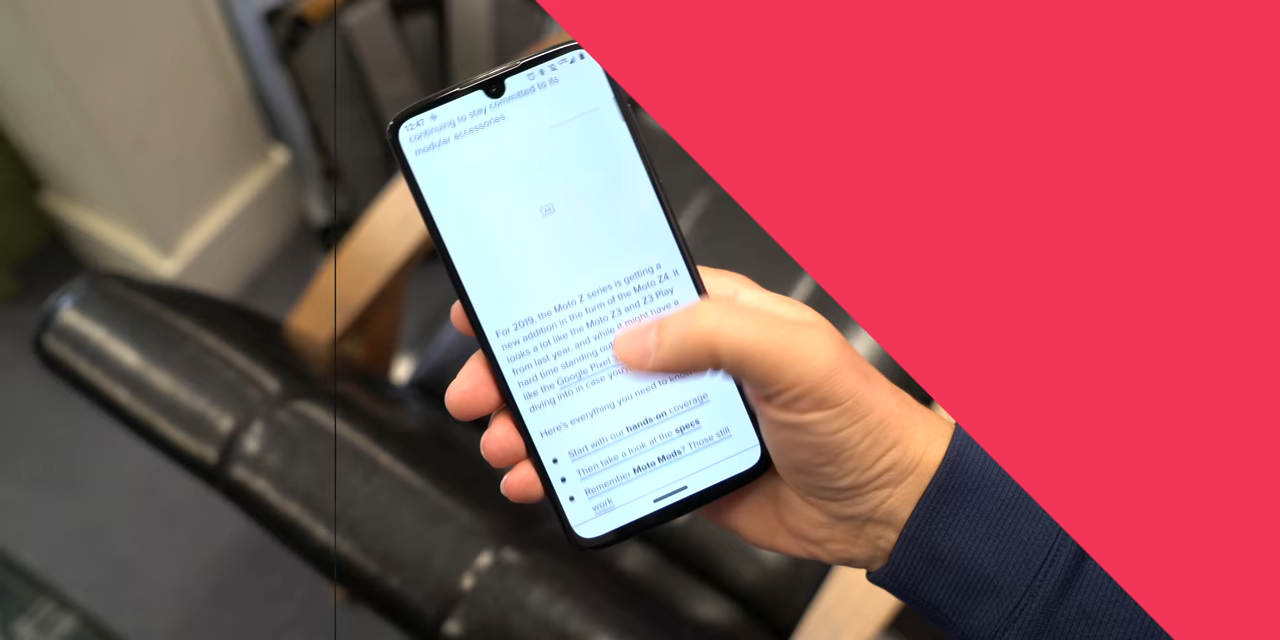 12:47
continuing to stay committed to its
modular accessories.
Ad
For 2019, the Moto Z series is getting a
new addition in the form of the Moto Z4. It
looks a lot like the Moto Z3 and Z3 Play
from last year, and while it might have a
hard time standing out
like the Google Pixel
diving into in case you're
Here's everything you need to know
Start with our hands-on coverage
Then take a look at the specs
Remember Moto Mods? Those still
work